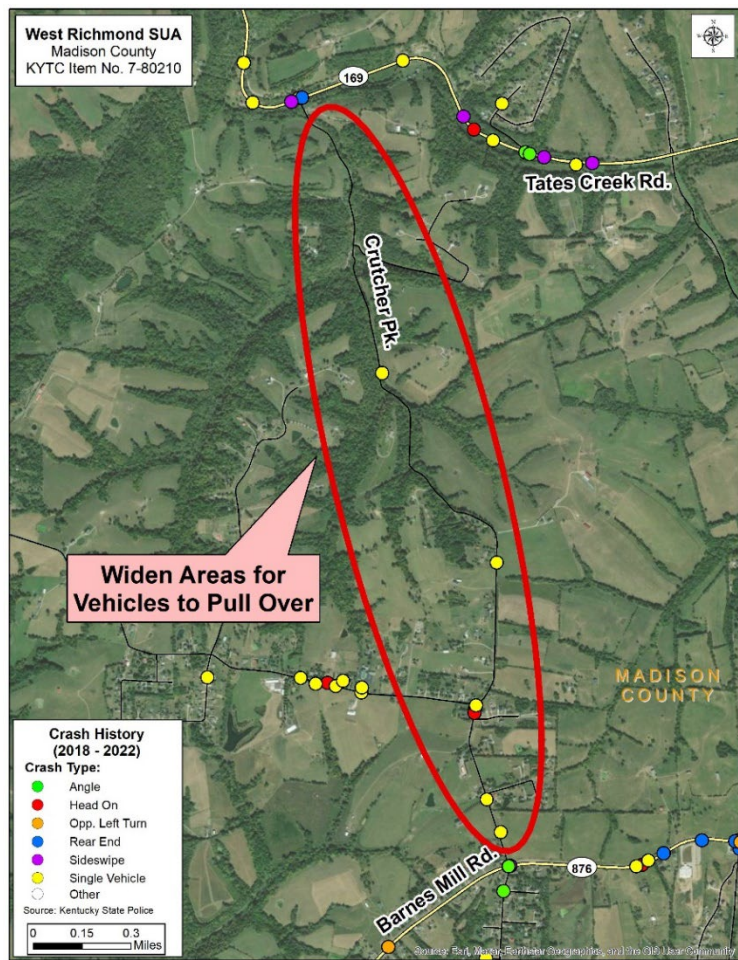 West Richmond SUA
Madison County
KYTC Item No. 7-80210
N
169
Tates Creek Rd.
Crutcher Pk.
Widen Areas for
Vehicles to Pull Over
MADISON
COUNTY
Crash History
(2018 - 2022)
Crash Type:
Angle
Head On
Opp. Left Turn
Rear End
Sideswipe
Single Vehicle
Other
Source: Kentucky State Police
0 0.15 0.3
Miles
Barnes Mill Rd.
876
Source: Esri, Maxar, Earthstar Geographics, and the GIS User Community